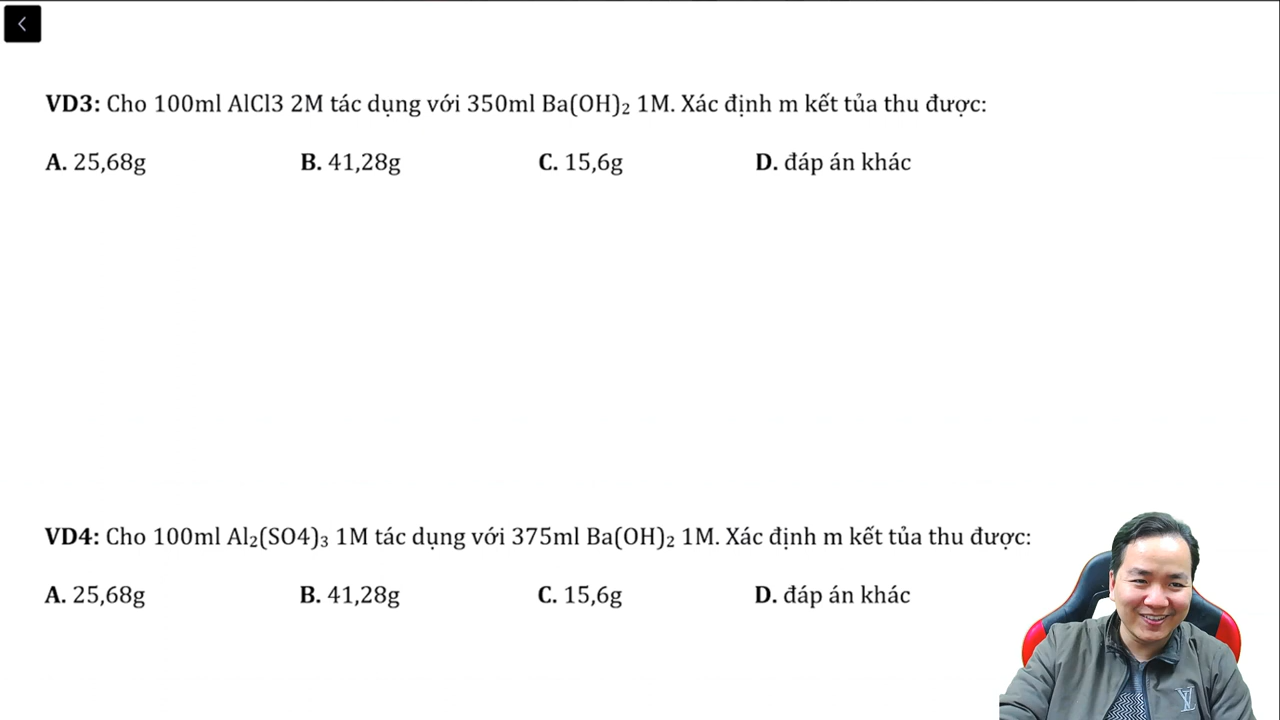 VD3: Cho 100ml AlCl3 2M tác dụng với 350ml Ba(OH)₂ 1M. Xác định m kết tủa thu được:
A. 25,68g B. 41,28g C. 15,6g D. đáp án khác
VD4: Cho 100ml Al₂(SO4)₃ 1M tác dụng với 375ml Ba(OH)₂ 1M. Xác định m kết tủa thu được:
A. 25,68g B. 41,28g C. 15,6g D. đáp án khác